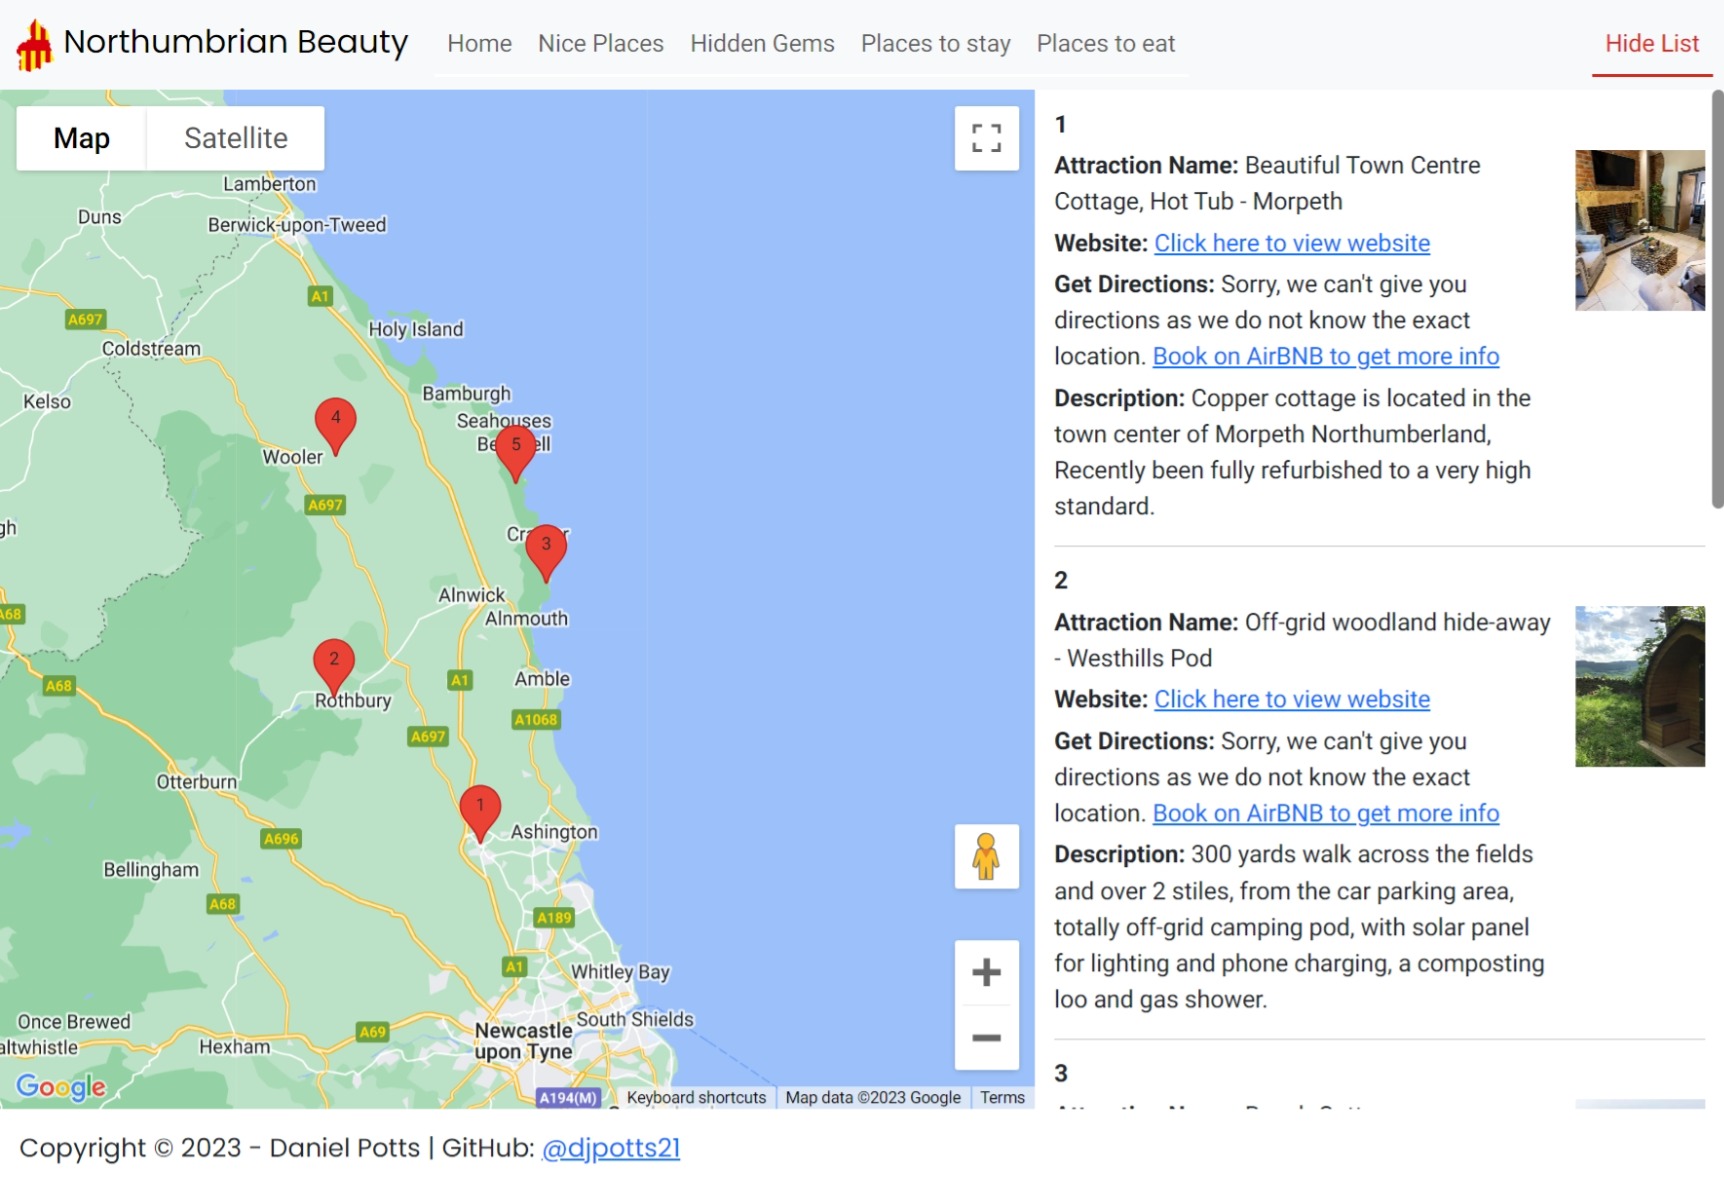 Northumbrian Beauty
Home
Nice Places
Hidden Gems
Places to stay
Places to eat
Hide List
Map
Satellite
Lamberton
Duns
Berwick-upon-Tweed
A1
A697
Holy Island
Coldstream
Bamburgh
Kelso
4
Seahouses
5
Wooler
A697
gh
3
Alnwick
A68
Alnmouth
2
A68
A1
Amble
Rothbury
A1068
A697
Otterburn
1
Ashington
A696
Bellingham
A68
A189
A1
Whitley Bay
Once Breed
South Shields
A69
Newcastle
upon Tyne
altwhistle
Hexham
Google
A194(M)
Keyboard shortcuts
Map data ©2023 Google
Terms
1
Attraction Name: Beautiful Town Centre
Cottage, Hot Tub - Morpeth
Website: Click here to view website
Get Directions: Sorry, we can't give you
directions as we do not know the exact
location. Book on AirBNB to get more info
Description: Copper cottage is located in the
town center of Morpeth Northumberland,
Recently been fully refurbished to a very high
standard.
2
Attraction Name: Off-grid woodland hide-away
- Westhills Pod
Website: Click here to view website
Get Directions: Sorry, we can't give you
directions as we do not know the exact
location. Book on AirBNB to get more info
Description: 300 yards walk across the fields
and over 2 stiles, from the car parking area,
totally off-grid camping pod, with solar panel
for lighting and phone charging, a composting
loo and gas shower.
3
Copyright © 2023 - Daniel Potts | GitHub: @djpotts21